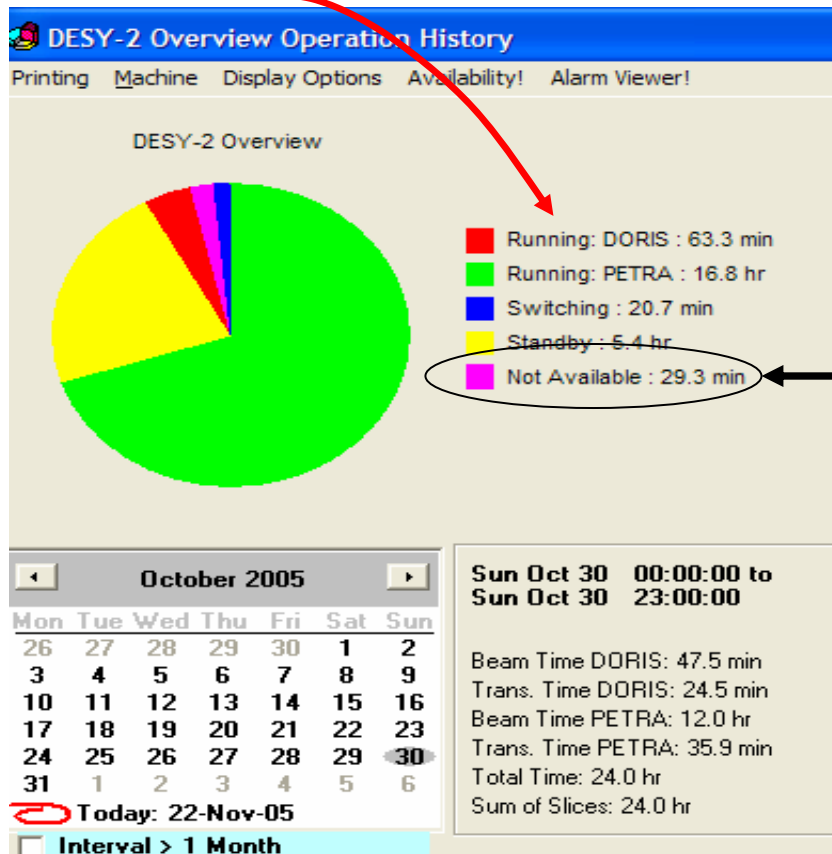 DESY-2 Overview Operation History
Printing Machine Display Options Availability! Alarm Viewer!
DESY-2 Overview
Running: DORIS : 63.3 min
Running: PETRA : 16.8 hr
Switching : 20.7 min
Standby : 5.4 hr
Not Available : 29.3 min
October 2005
Mon Tue Wed Thu Fri Sat Sun
26 27 28 29 30 1 2
3 4 5 6 7 8 9
10 11 12 13 14 15 16
17 18 19 20 21 22 23
24 25 26 27 28 29 30
31 1 2 3 4 5 6
Today: 22-Nov-05
Interval > 1 Month
Sun Oct 30 00:00:00 to
Sun Oct 30 23:00:00
Beam Time DORIS: 47.5 min
Trans. Time DORIS: 24.5 min
Beam Time PETRA: 12.0 hr
Trans. Time PETRA: 35.9 min
Total Time: 24.0 hr
Sum of Slices: 24.0 hr